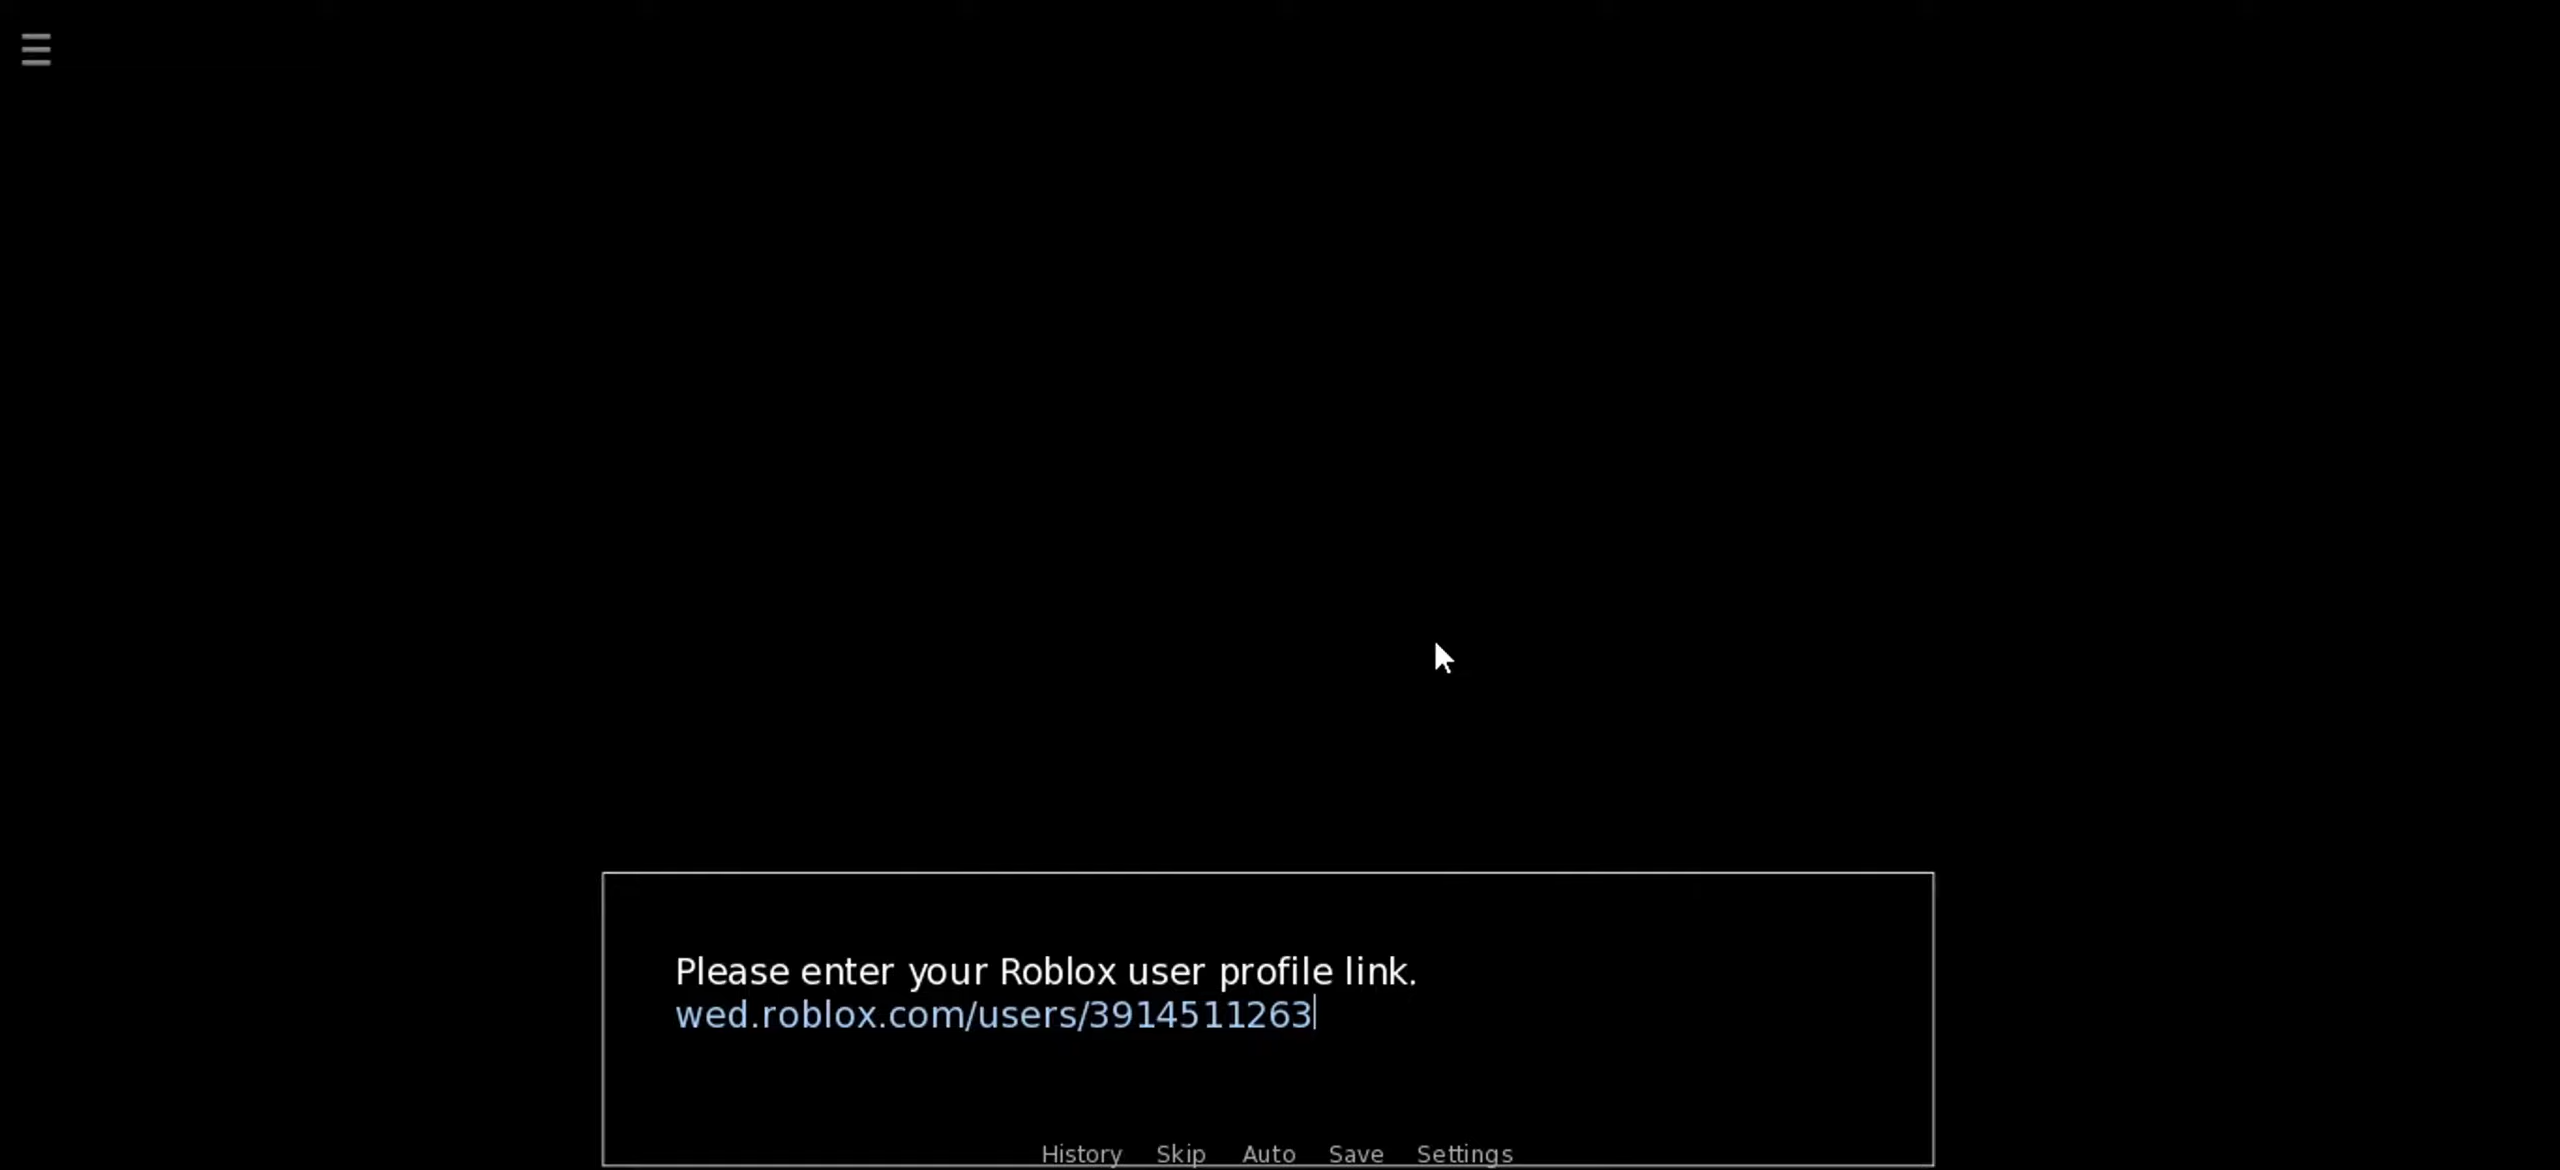 Please enter your Roblox user profile link.
wed.roblox.com/users/3914511263
History Skip Auto Save Settings